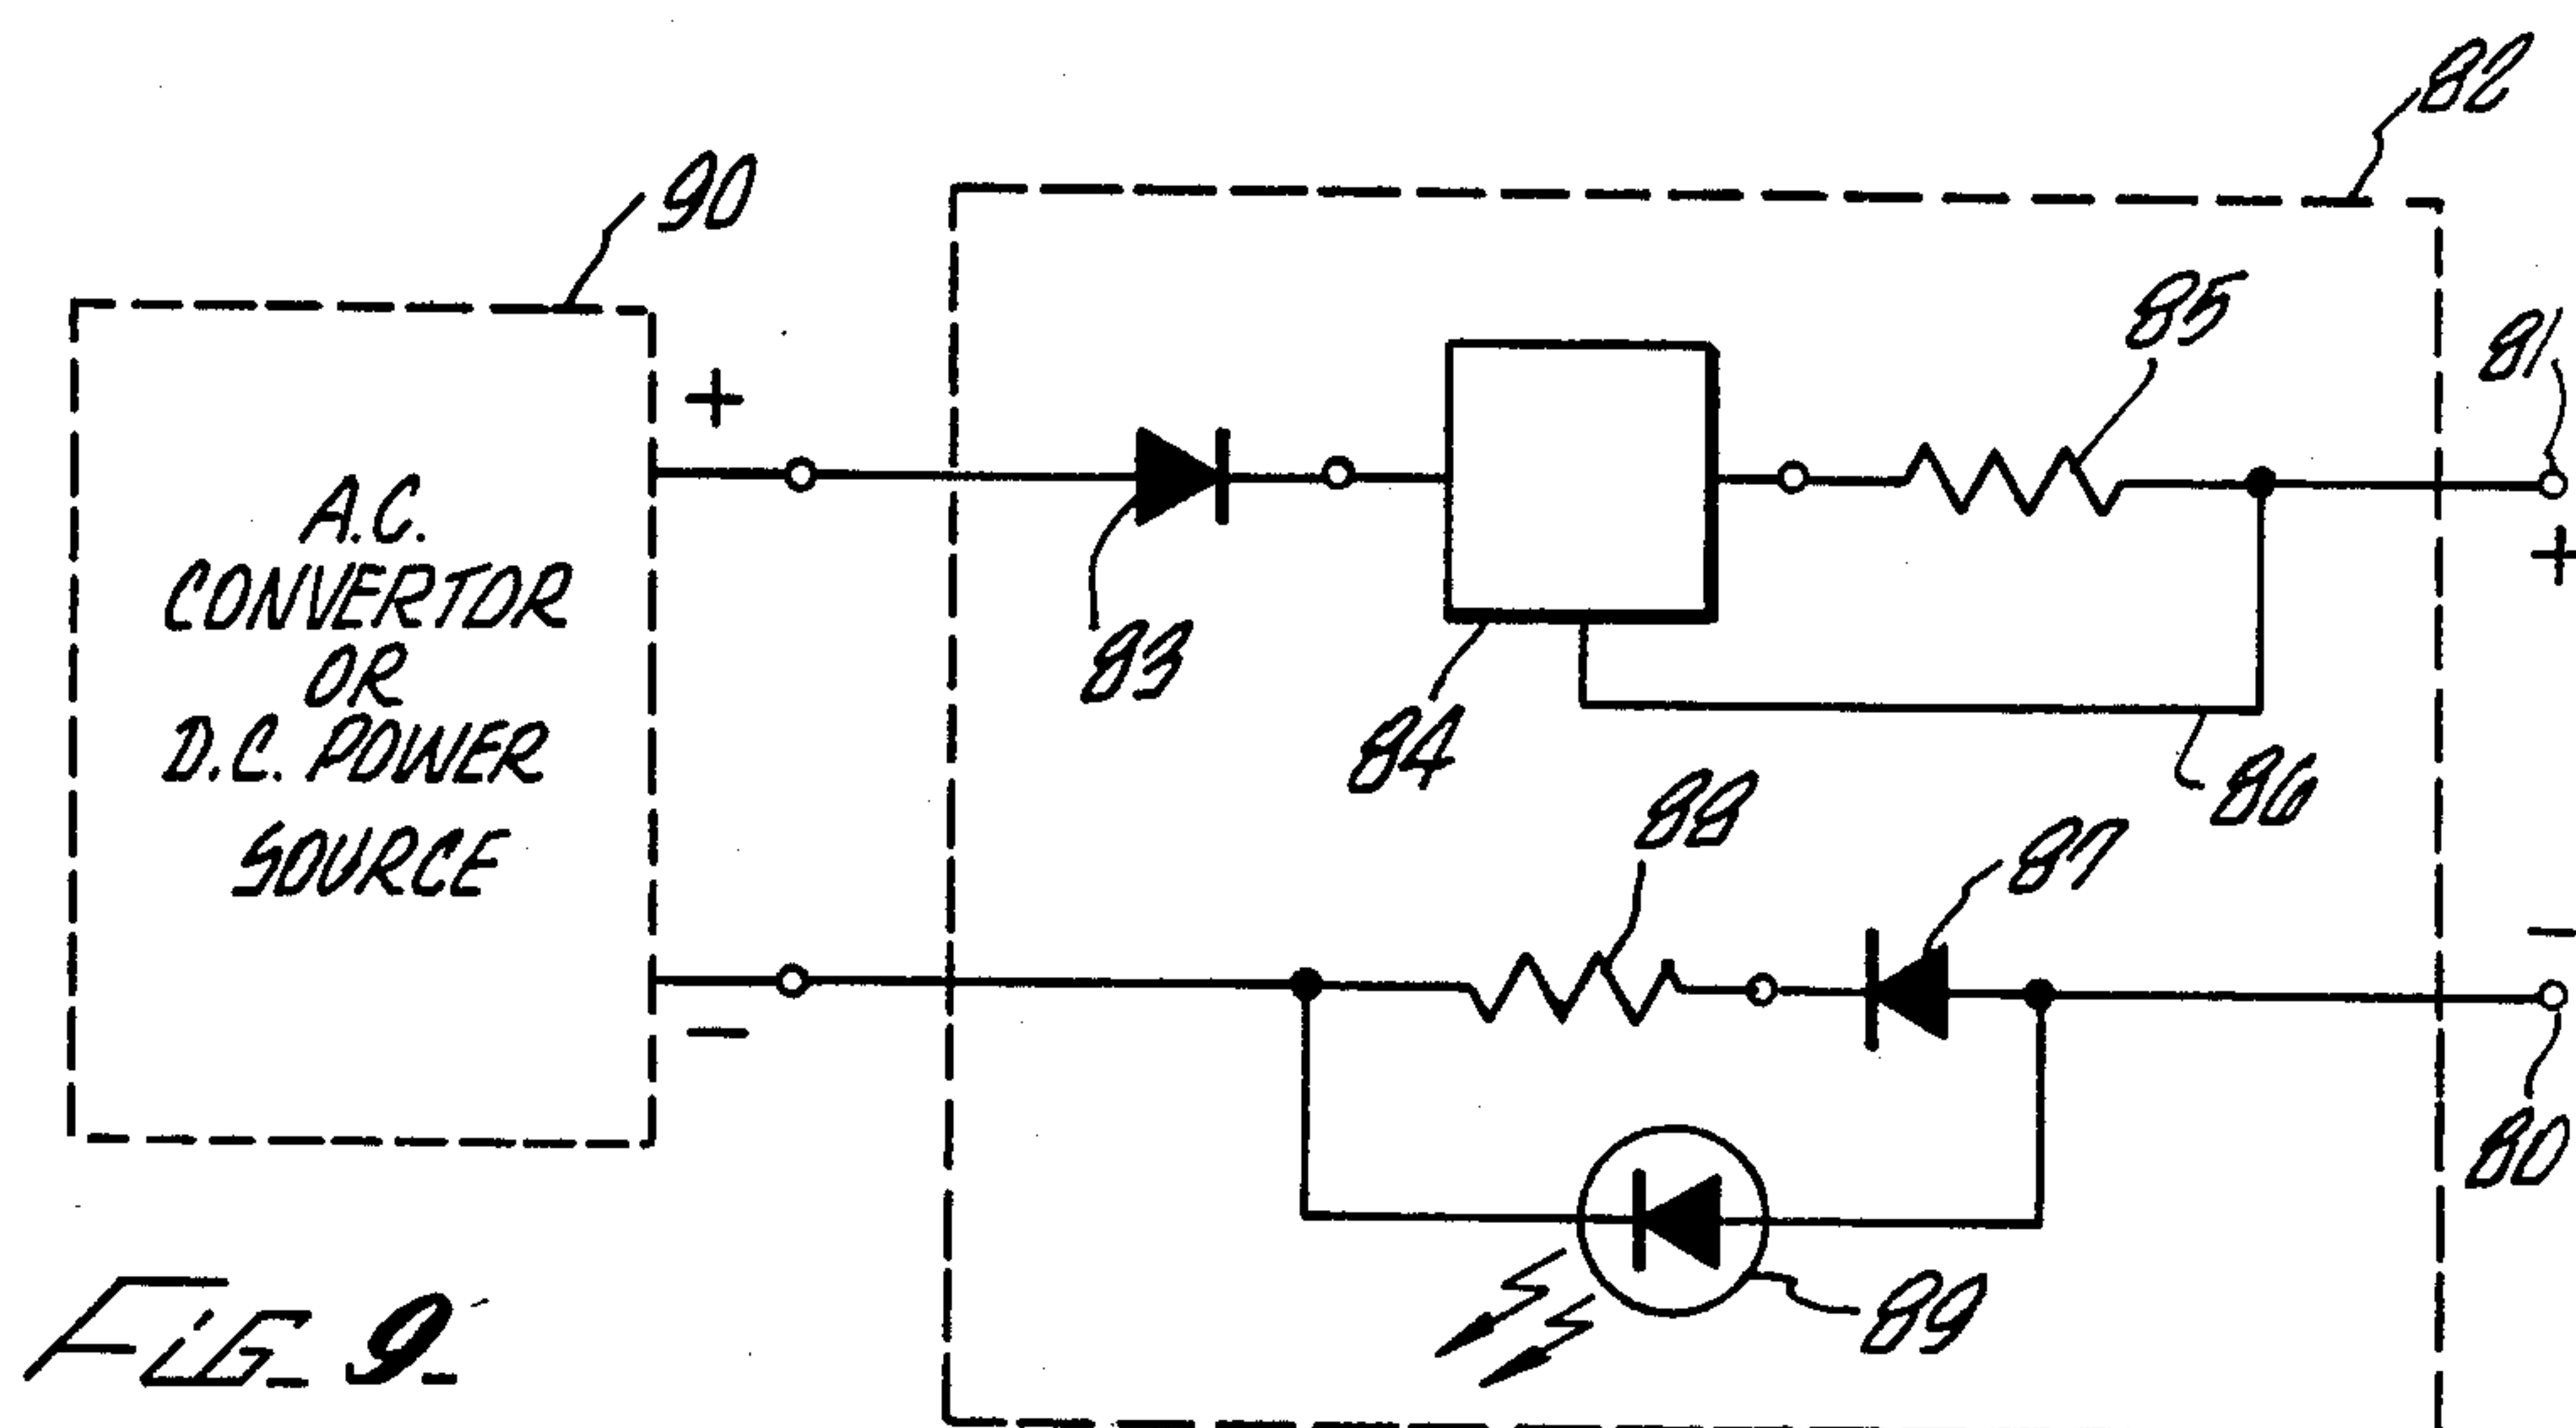 82
90
85
81
+
+
A.C.
CONVERTOR
OR
D.C. POWER
SOURCE
83
84
86
88
87
-
-
80
89
FIG. 9.